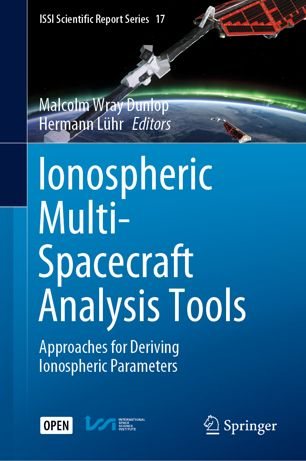 ISSI Scientific Report Series 17
Malcolm Wray Dunlop
Hermann Lühr Editors
Ionospheric
Multi-
Spacecraft
Analysis Tools
Approaches for Deriving
Ionospheric Parameters
OPEN
INTERNATIONAL
SPACE
SCIENCE
INSTITUTE
Springer